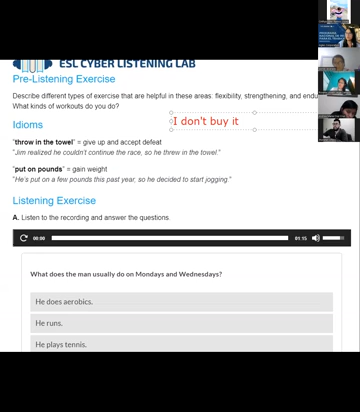 ESL CYBER LISTENING LAB
Pre-Listening Exercise
Describe different types of exercise that are helpful in these areas: flexibility, strengthening, and endu
What kinds of workouts do you do?
I don't buy it
Idioms
"throw in the towel" = give up and accept defeat
"Jim realized he couldn't continue the race, so he threw in the towel."
"put on pounds" = gain weight
"He's put on a few pounds this past year, so he decided to start jogging."
Listening Exercise
A. Listen to the recording and answer the questions.
00:00 01:15
What does the man usually do on Mondays and Wednesdays?
He does aerobics.
He runs.
He plays tennis.